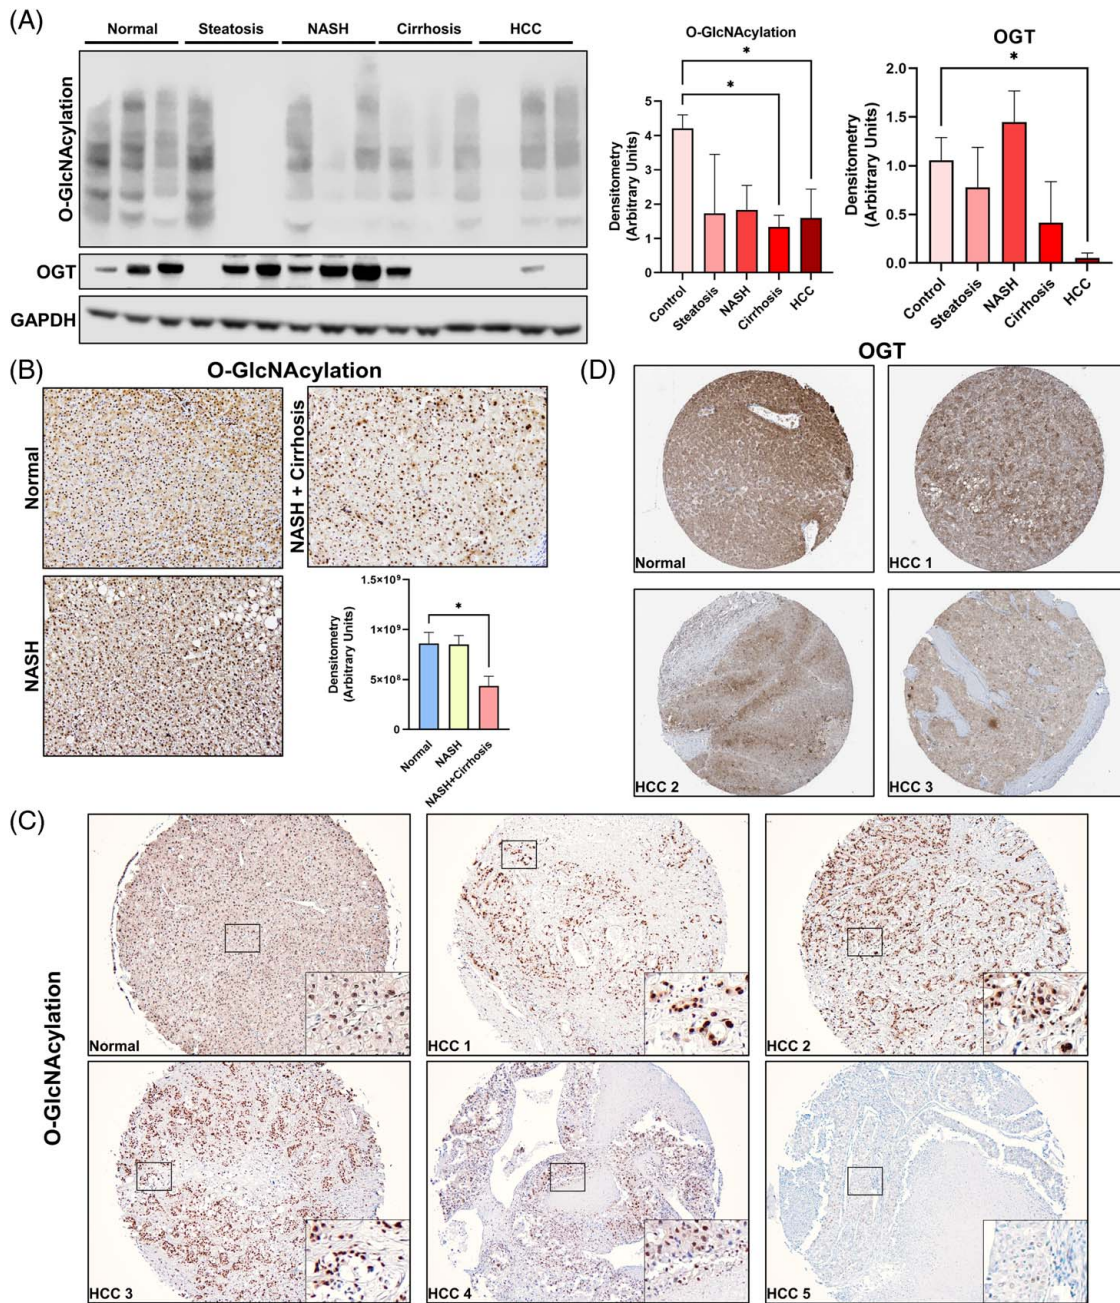 (A)
Normal Steatosis NASH Cirrhosis HCC
O-GlcNAcylation
OGT
GAPDH
O-GlcNAcylation
*
*
5
4
3
2
1
0
Densitometry
(Arbitrary Units)
Control
Steatosis
NASH
Cirrhosis
HCC
OGT
*
2.0
1.5
1.0
0.5
0.0
Densitometry
(Arbitrary Units)
Control
Steatosis
NASH
Cirrhosis
HCC
(B)
O-GlcNAcylation
Normal
NASH + Cirrhosis
NASH
1.5×10⁹
1×10⁹
5×10⁸
0
*
Densitometry
(Arbitrary Units)
Normal
NASH
NASH+Cirrhosis
(D)
OGT
Normal
HCC 1
HCC 2
HCC 3
(C)
O-GlcNAcylation
Normal
HCC 1
HCC 2
HCC 3
HCC 4
HCC 5